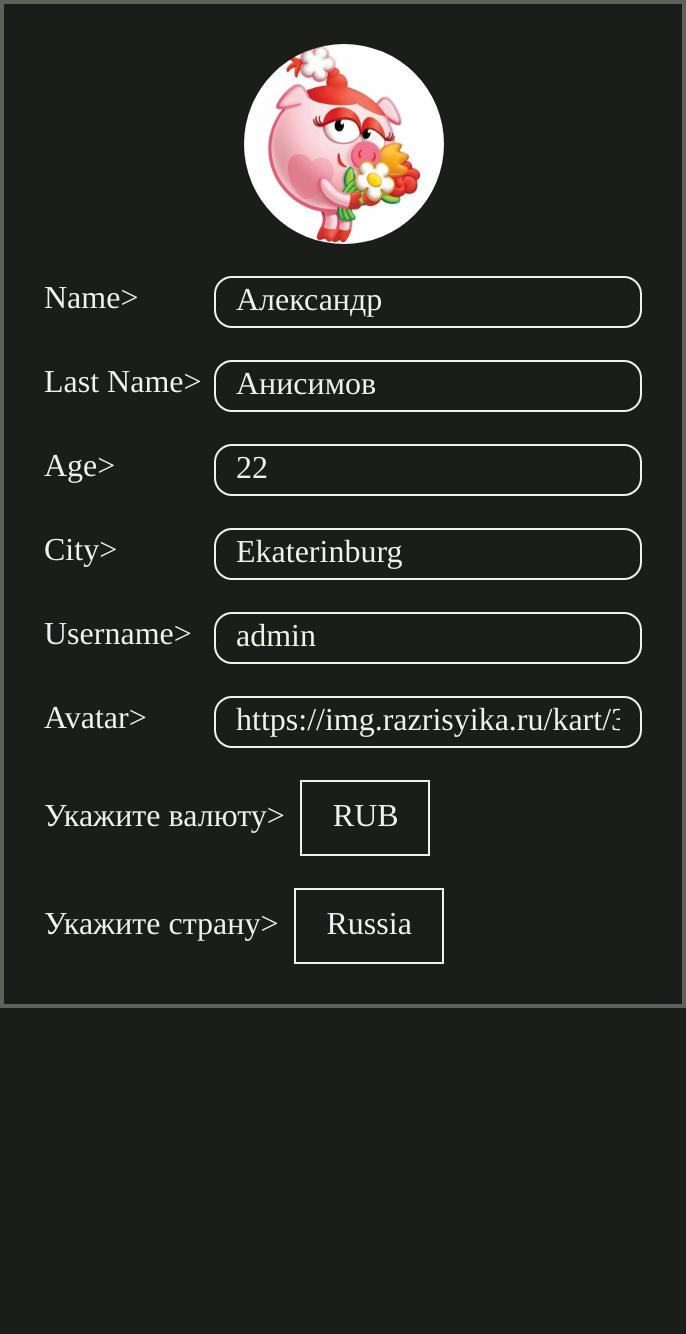 Name> Александр
Last Name> Анисимов
Age> 22
City> Ekaterinburg
Username> admin
Avatar> https://img.razrisyika.ru/kart/3
Укажите валюту> RUB
Укажите страну> Russia